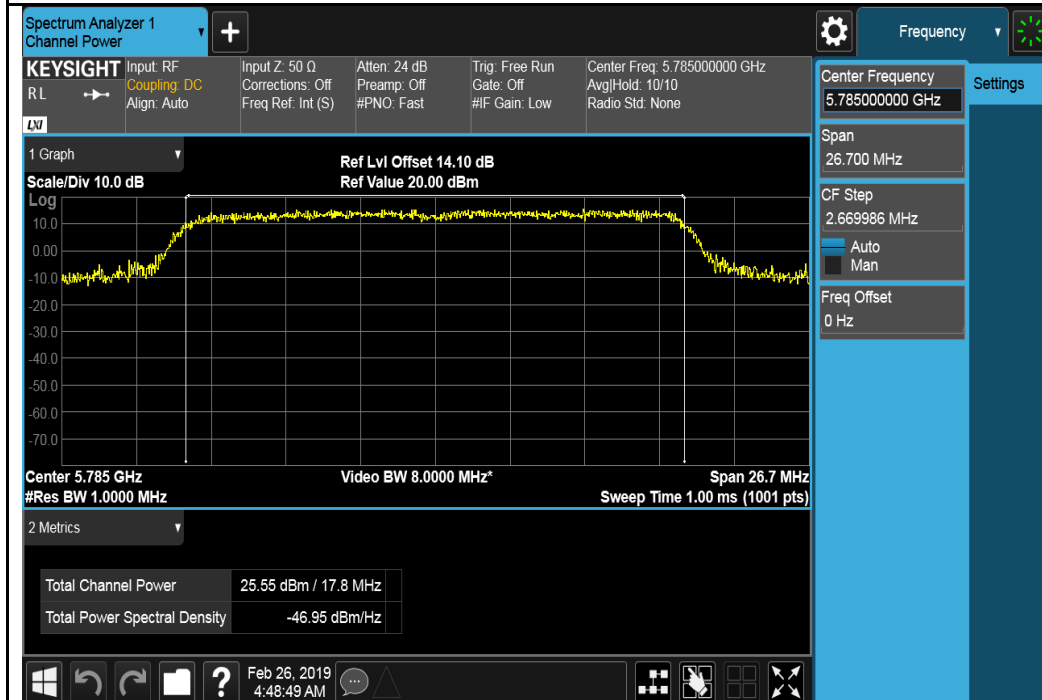 Spectrum Analyzer 1
Channel Power
+
Frequency
KEYSIGHT
RL
LXI
Input: RF
Coupling: DC
Align: Auto
Input Z: 50 Ω
Corrections: Off
Freq Ref: Int (S)
Atten: 24 dB
Preamp: Off
#PNO: Fast
Trig: Free Run
Gate: Off
#IF Gain: Low
Center Freq: 5.785000000 GHz
Avg|Hold: 10/10
Radio Std: None
Center Frequency
5.785000000 GHz
Settings
Span
26.700 MHz
CF Step
2.669986 MHz
Auto
Man
Freq Offset
0 Hz
1 Graph
Ref Lvl Offset 14.10 dB
Scale/Div 10.0 dB
Ref Value 20.00 dBm
Log
10.0
0.00
-10.0
-20.0
-30.0
-40.0
-50.0
-60.0
-70.0
Center 5.785 GHz
Video BW 8.0000 MHz*
Span 26.7 MHz
#Res BW 1.0000 MHz
Sweep Time 1.00 ms (1001 pts)
2 Metrics
Total Channel Power
25.55 dBm / 17.8 MHz
Total Power Spectral Density
-46.95 dBm/Hz
?
Feb 26, 2019
4:48:49 AM